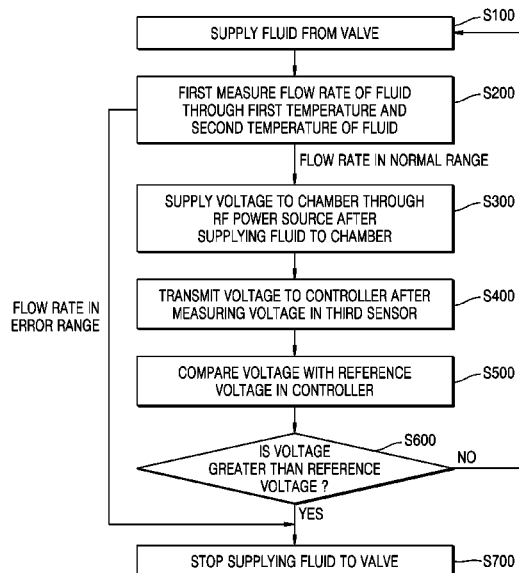 S100
SUPPLY FLUID FROM VALVE
S200
FIRST MEASURE FLOW RATE OF FLUID
THROUGH FIRST TEMPERATURE AND
SECOND TEMPERATURE OF FLUID
FLOW RATE IN NORMAL RANGE
S300
SUPPLY VOLTAGE TO CHAMBER THROUGH
RF POWER SOURCE AFTER
SUPPLYING FLUID TO CHAMBER
S400
TRANSMIT VOLTAGE TO CONTROLLER AFTER
MEASURING VOLTAGE IN THIRD SENSOR
FLOW RATE IN
ERROR RANGE
S500
COMPARE VOLTAGE WITH REFERENCE
VOLTAGE IN CONTROLLER
S600
IS VOLTAGE
GREATER THAN REFERENCE
VOLTAGE ?
NO
YES
S700
STOP SUPPLYING FLUID TO VALVE